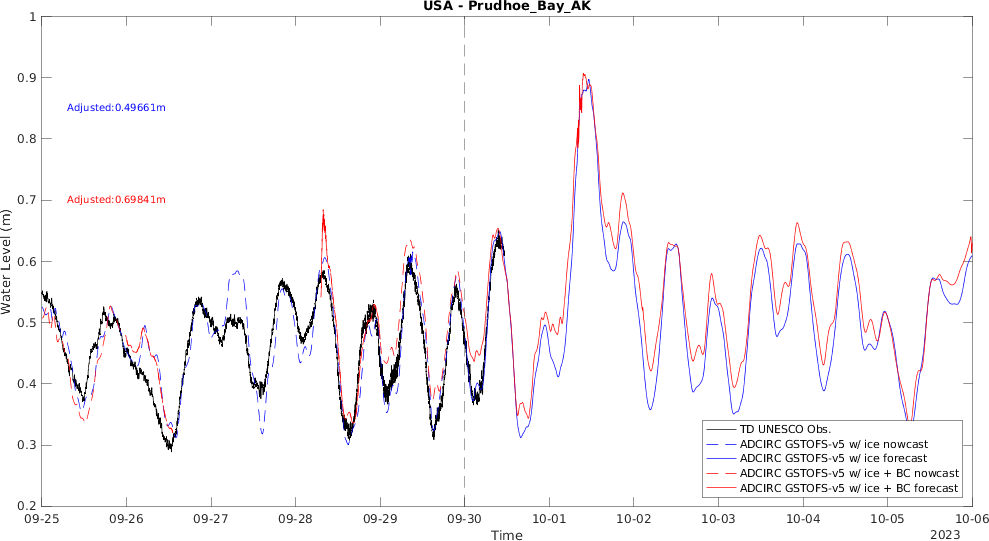 USA - Prudhoe_Bay_AK
1
0.9
0.8
0.7
0.6
0.5
0.4
0.3
0.2
Water Level (m)
Adjusted:0.49661m
Adjusted:0.69841m
TD UNESCO Obs.
ADCIRC GSTOFS-v5 w/ ice nowcast
ADCIRC GSTOFS-v5 w/ ice forecast
ADCIRC GSTOFS-v5 w/ ice + BC nowcast
ADCIRC GSTOFS-v5 w/ ice + BC forecast
09-25 09-26 09-27 09-28 09-29 09-30 10-01 10-02 10-03 10-04 10-05 10-06
Time
2023